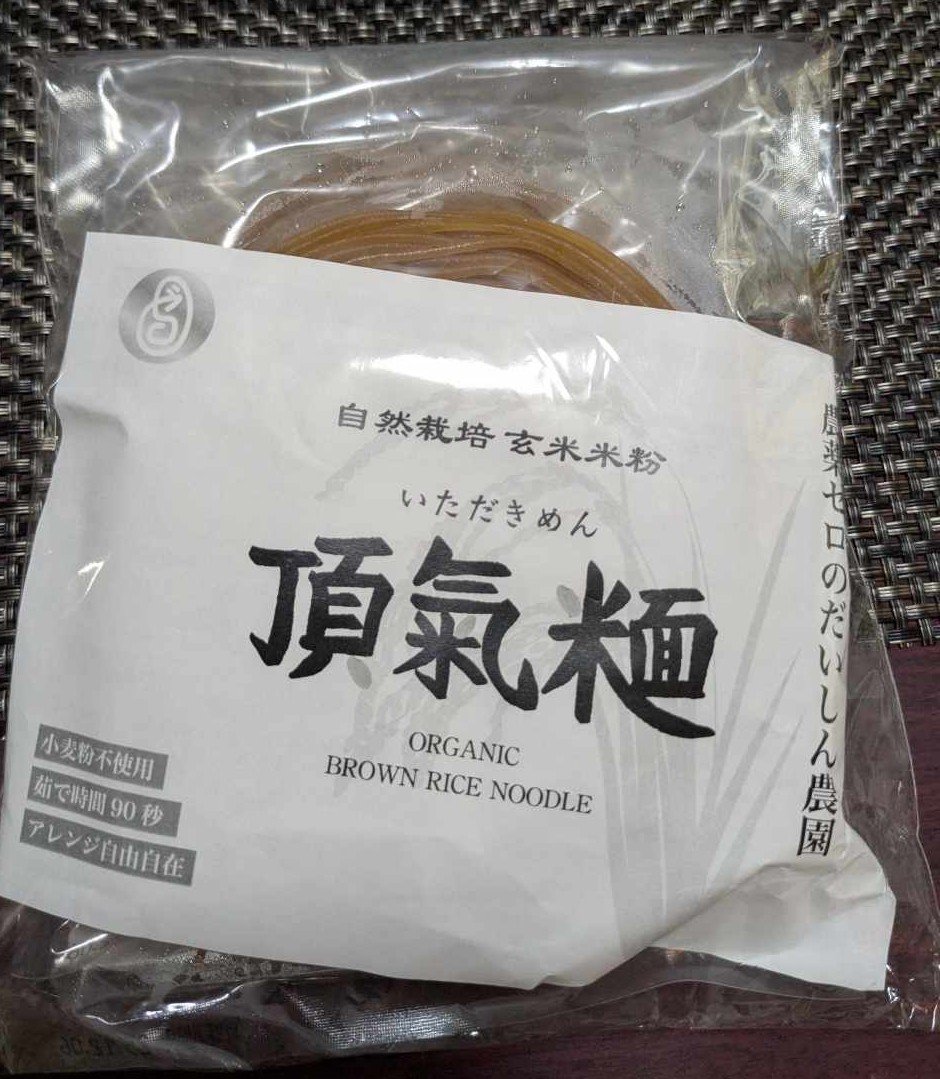 ゼロ
自然栽培 玄米米粉
いただきめん
頂氣麺
ORGANIC
BROWN RICE NOODLE
小麦粉不使用
茹で時間90秒
アレンジ自由自在
農薬ゼロのだいしん農園